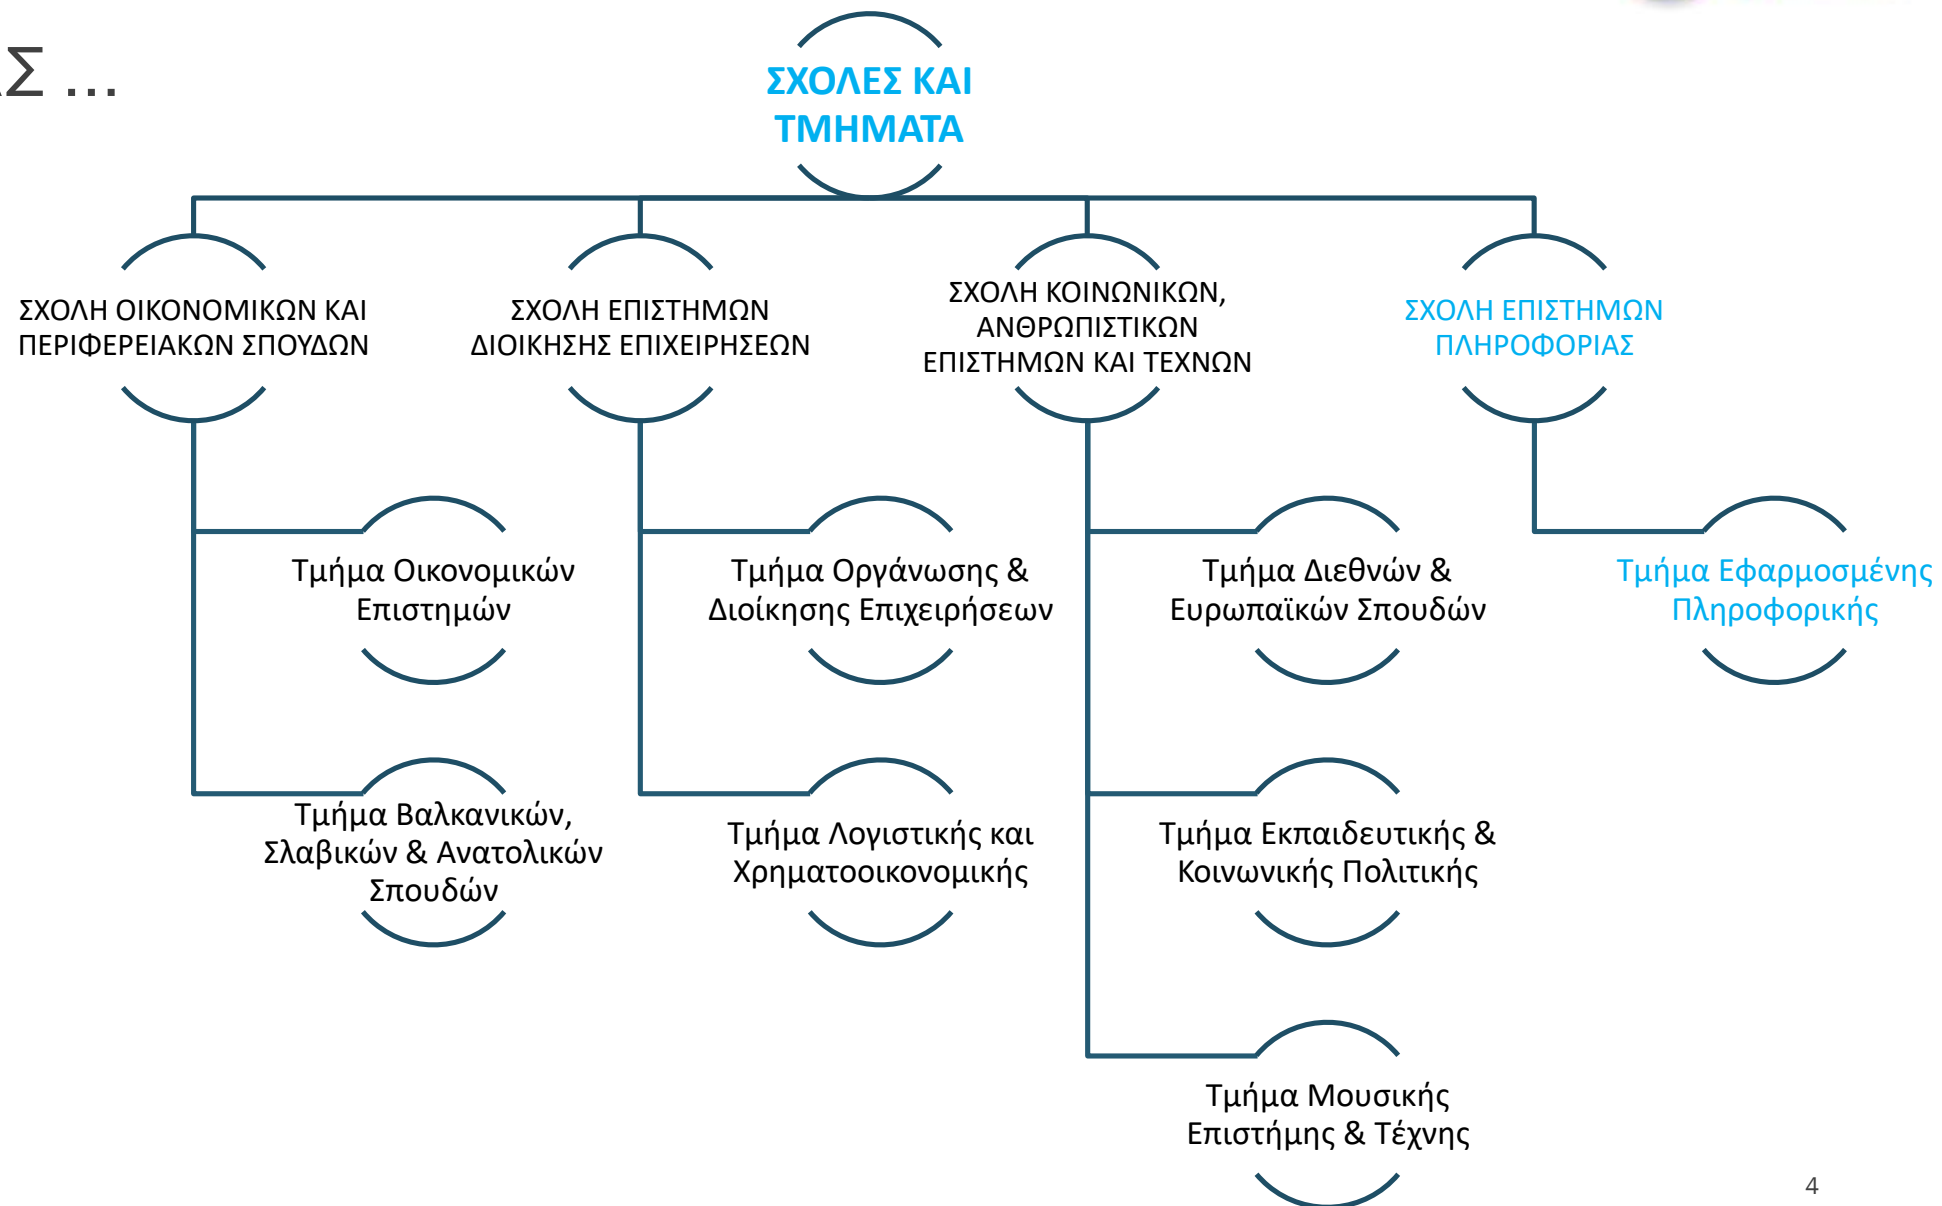 ΑΣ ...
ΣΧΟΛΕΣ ΚΑΙ
ΤΜΗΜΑΤΑ
ΣΧΟΛΗ ΟΙΚΟΝΟΜΙΚΩΝ ΚΑΙ
ΠΕΡΙΦΕΡΕΙΑΚΩΝ ΣΠΟΥΔΩΝ
ΣΧΟΛΗ ΕΠΙΣΤΗΜΩΝ
ΔΙΟΙΚΗΣΗΣ ΕΠΙΧΕΙΡΗΣΕΩΝ
ΣΧΟΛΗ ΚΟΙΝΩΝΙΚΩΝ,
ΑΝΘΡΩΠΙΣΤΙΚΩΝ
ΕΠΙΣΤΗΜΩΝ ΚΑΙ ΤΕΧΝΩΝ
ΣΧΟΛΗ ΕΠΙΣΤΗΜΩΝ
ΠΛΗΡΟΦΟΡΙΑΣ
Τμήμα Οικονομικών
Επιστημών
Τμήμα Οργάνωσης &
Διοίκησης Επιχειρήσεων
Τμήμα Διεθνών &
Ευρωπαϊκών Σπουδών
Τμήμα Εφαρμοσμένης
Πληροφορικής
Τμήμα Βαλκανικών,
Σλαβικών & Ανατολικών
Σπουδών
Τμήμα Λογιστικής και
Χρηματοοικονομικής
Τμήμα Εκπαιδευτικής &
Κοινωνικής Πολιτικής
Τμήμα Μουσικής
Επιστήμης & Τέχνης
4